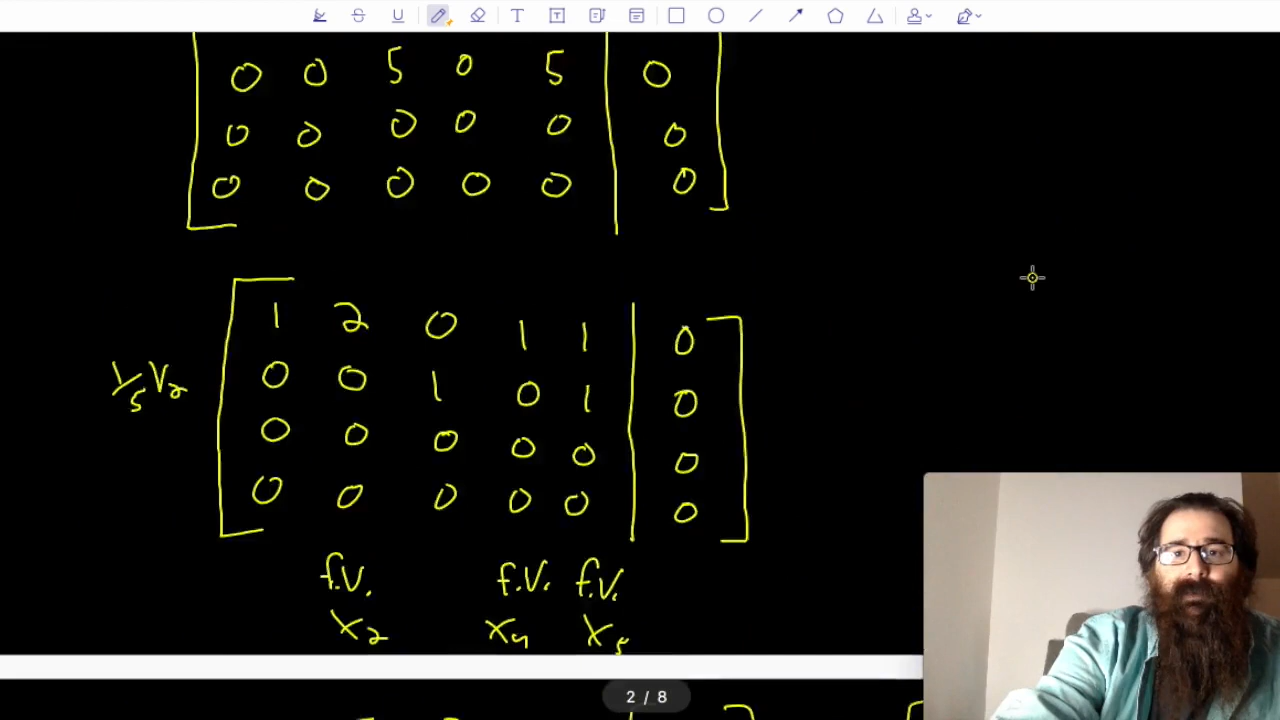 0 0 5 0 5 | 0
0 0 0 0 0 | 0
0 0 0 0 0 | 0
1 2 0 1 1 | 0
1/5 V2 0 0 1 0 1 | 0
0 0 0 0 0 | 0
0 0 0 0 0 | 0
f.V. f.V. f.V.
x2 x4 x5
2 / 8